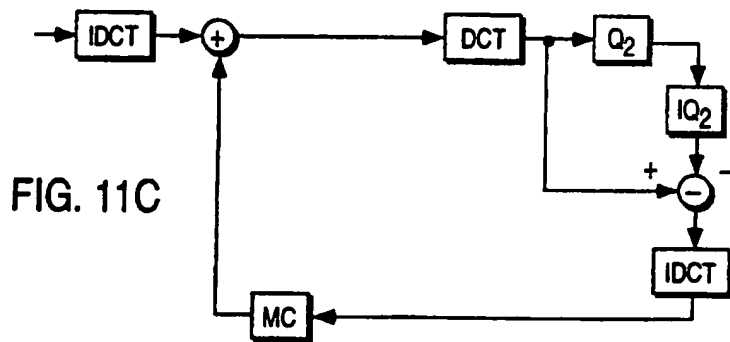 IDCT
+
DCT
Q2
IQ2
+
-
-
IDCT
MC
FIG. 11C